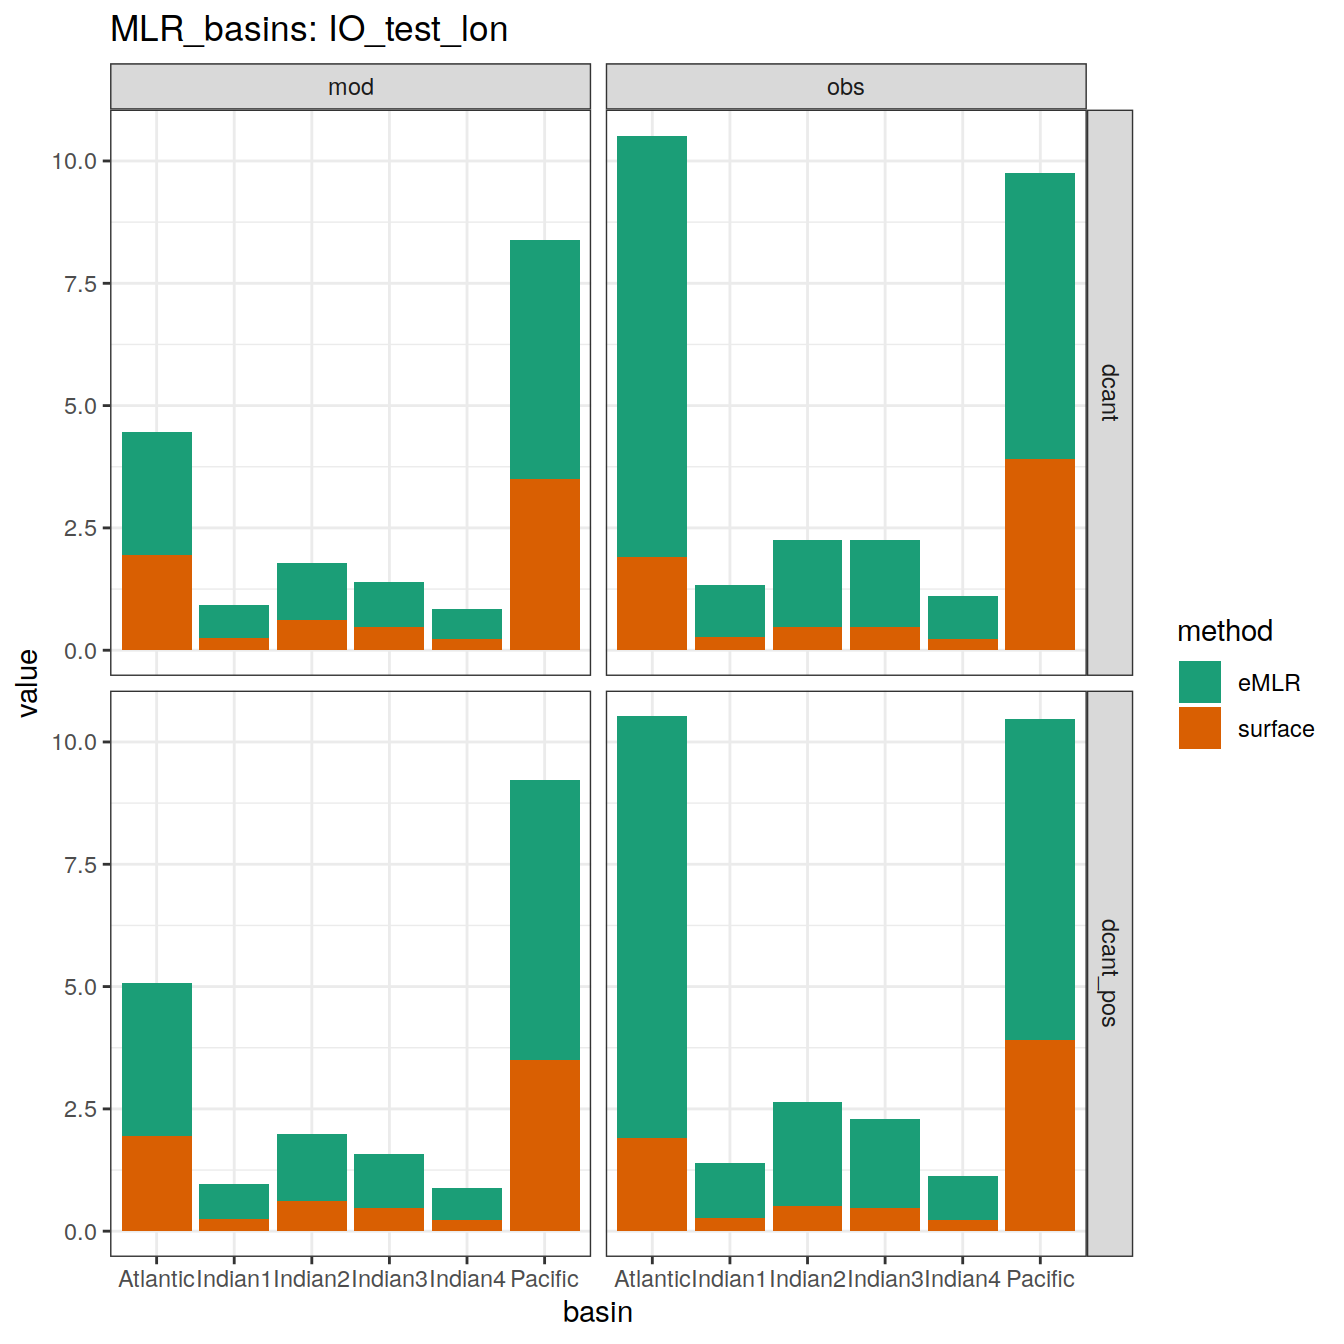 MLR_basins: IO_test_lon
mod
obs
10.0
7.5
5.0
2.5
0.0
dcant
10.0
7.5
5.0
2.5
0.0
dcant_pos
Atlantic Indian1 Indian2 Indian3 Indian4 Pacific
Atlantic Indian1 Indian2 Indian3 Indian4 Pacific
basin
value
method
eMLR
surface